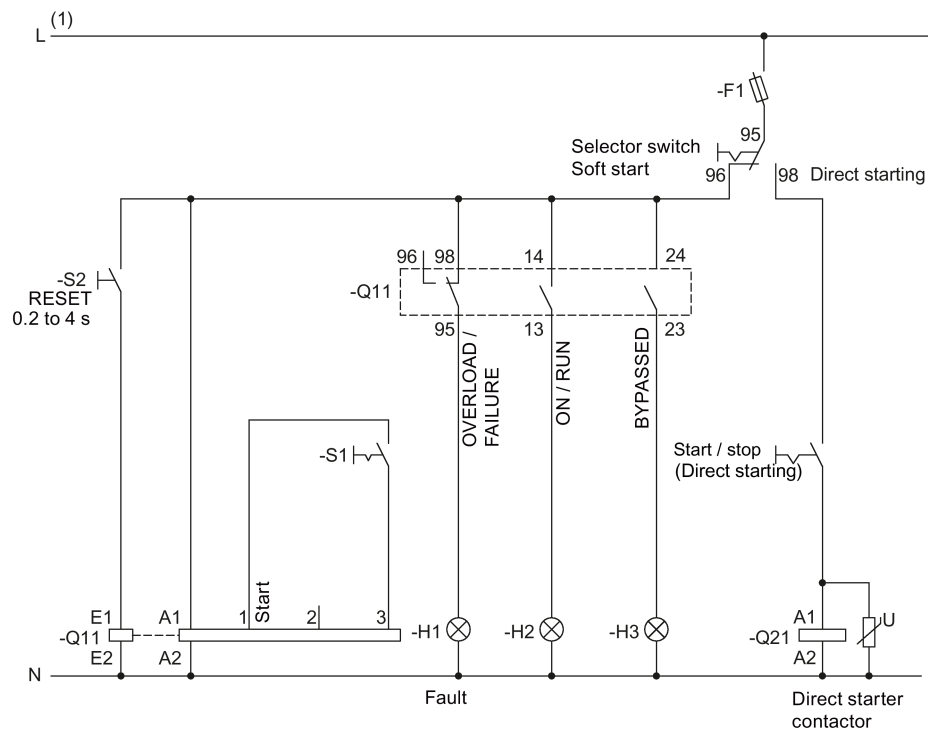 (1)
L
-F1
95
Selector switch
Soft start
96
98
Direct starting
96
98
14
24
-S2
RESET
0.2 to 4 s
-Q11
95
13
23
OVERLOAD /
FAILURE
ON / RUN
BYPASSED
-S1
Start / stop
(Direct starting)
Start
E1
A1
1
2
3
A1
U
-Q11
-H1
-H2
-H3
-Q21
E2
A2
A2
N
Fault
Direct starter
contactor